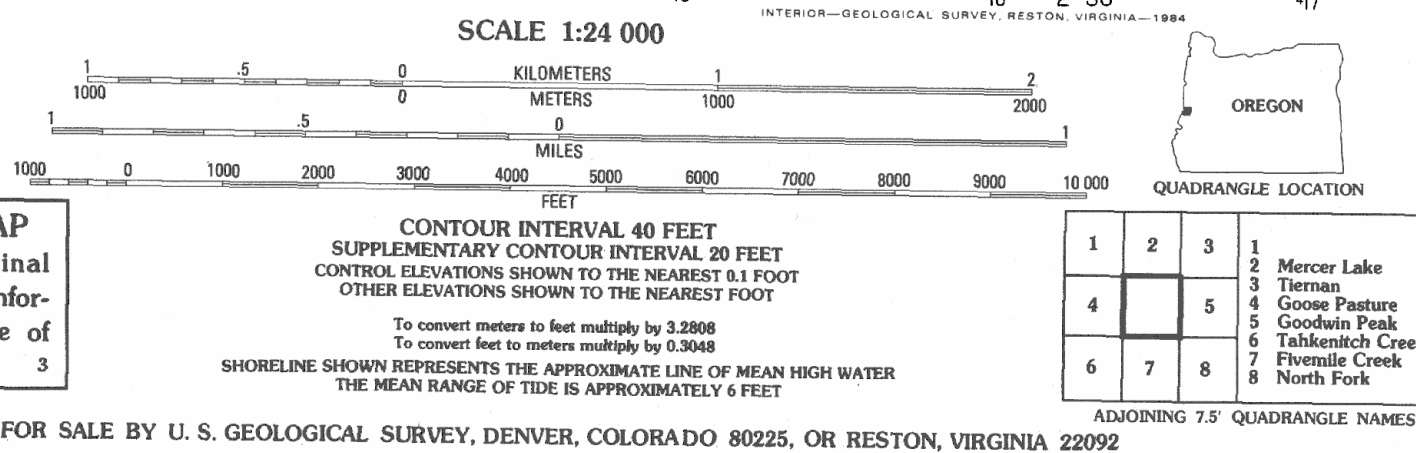 INTERIOR—GEOLOGICAL SURVEY, RESTON, VIRGINIA—1984
SCALE 1:24 000
1 .5 0 KILOMETERS 1 2
1000 0 METERS 1000 2000
1 .5 0 1
MILES
1000 0 1000 2000 3000 4000 5000 6000 7000 8000 9000 10 000
FEET
OREGON
QUADRANGLE LOCATION
AP
inal
nfor-
e of
3
CONTOUR INTERVAL 40 FEET
SUPPLEMENTARY CONTOUR INTERVAL 20 FEET
CONTROL ELEVATIONS SHOWN TO THE NEAREST 0.1 FOOT
OTHER ELEVATIONS SHOWN TO THE NEAREST FOOT
To convert meters to feet multiply by 3.2808
To convert feet to meters multiply by 0.3048
SHORELINE SHOWN REPRESENTS THE APPROXIMATE LINE OF MEAN HIGH WATER
THE MEAN RANGE OF TIDE IS APPROXIMATELY 6 FEET
1 2 3
4 5
6 7 8
1
2 Mercer Lake
3 Tiernan
4 Goose Pasture
5 Goodwin Peak
6 Tahkenitch Cree
7 Fivemile Creek
8 North Fork
ADJOINING 7.5' QUADRANGLE NAMES
FOR SALE BY U. S. GEOLOGICAL SURVEY, DENVER, COLORADO 80225, OR RESTON, VIRGINIA 22092